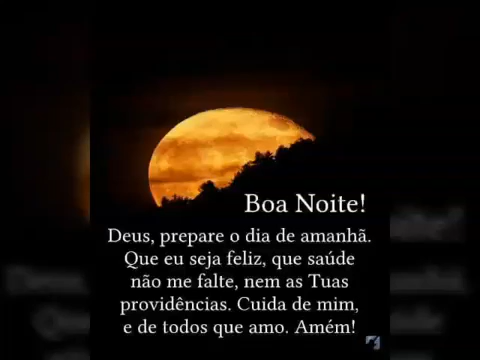 Boa Noite!
Deus, prepare o dia de amanhã.
Que eu seja feliz, que saúde
não me falte, nem as Tuas
providências. Cuida de mim,
e de todos que amo. Amém!